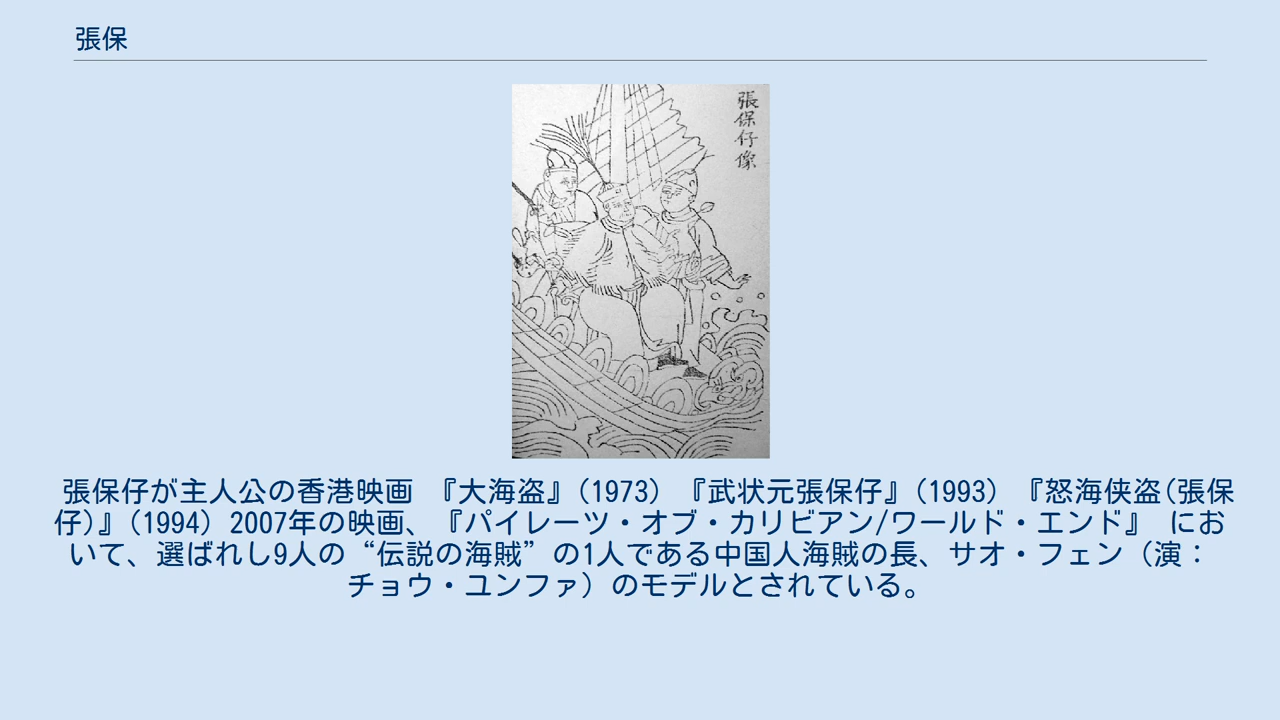 張保
張保仔像
張保仔が主人公の香港映画 『大海盗』(1973) 『武状元張保仔』(1993) 『怒海侠盗(張保
仔)』(1994) 2007年の映画、『パイレーツ・オブ・カリビアン/ワールド・エンド』 にお
いて、選ばれし9人の“伝説の海賊”の1人である中国人海賊の長、サオ・フェン（演：
チョウ・ユンファ）のモデルとされている。